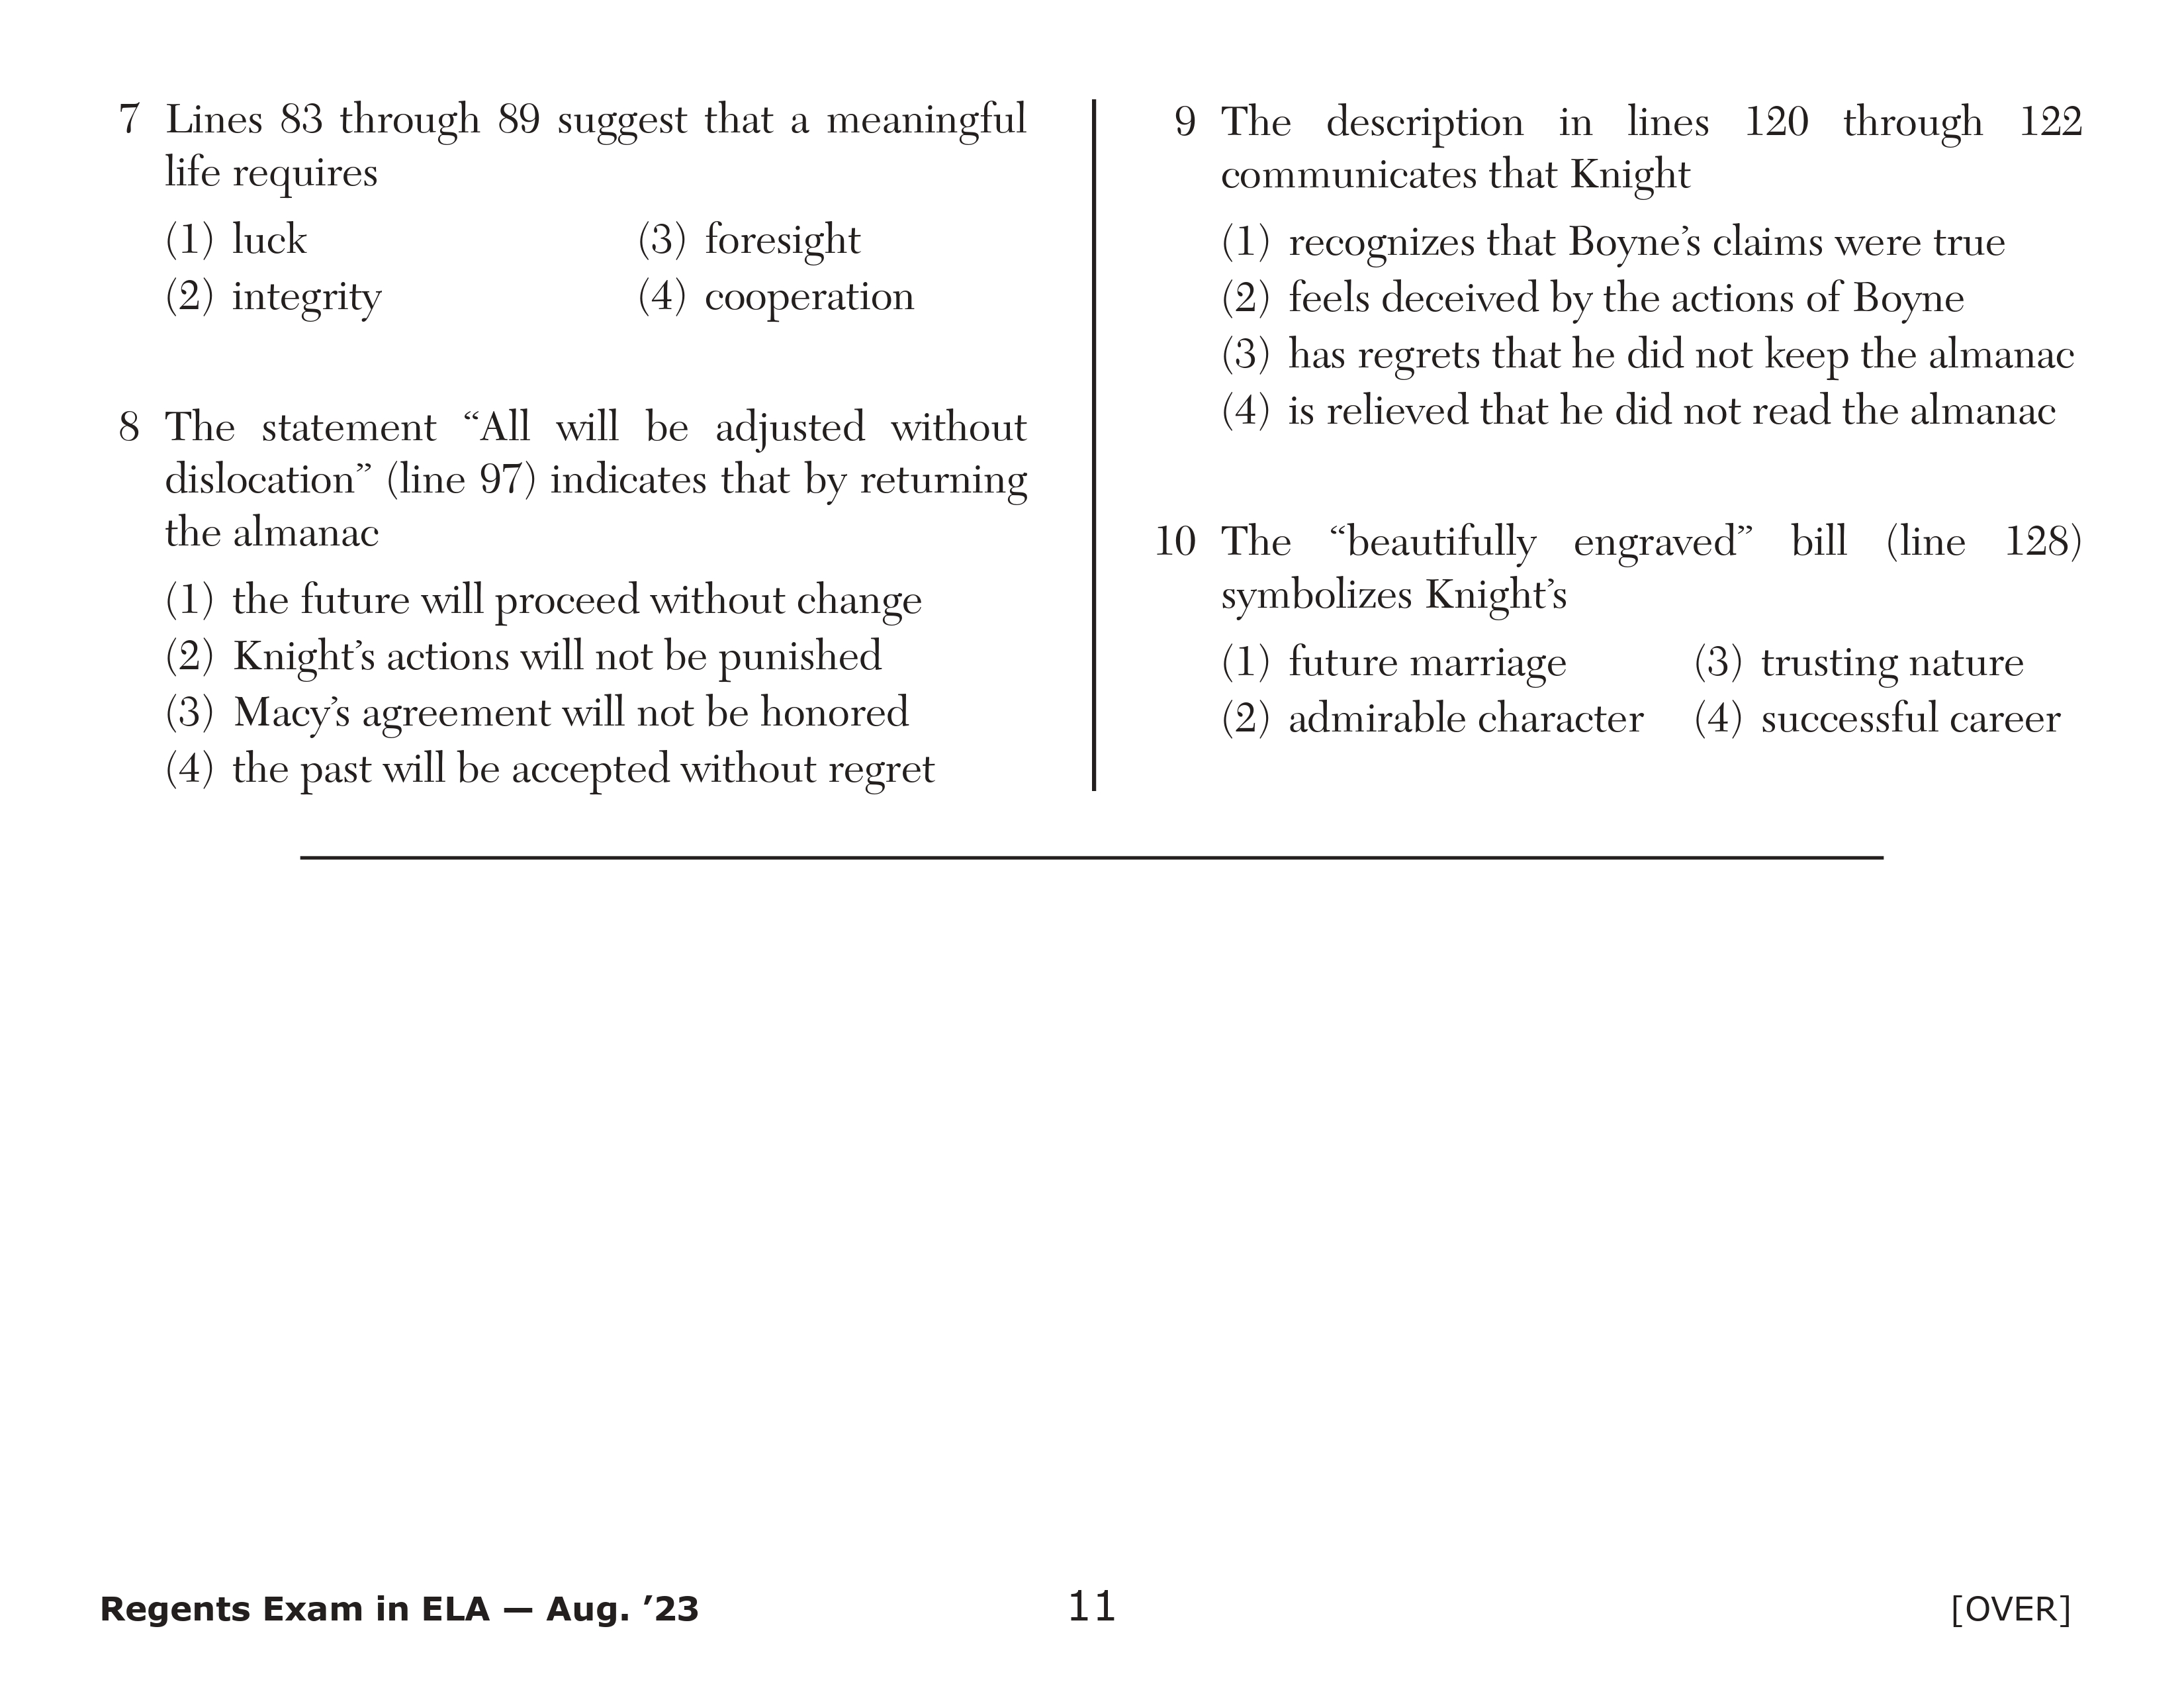 7 Lines 83 through 89 suggest that a meaningful
life requires
(1) luck (3) foresight
(2) integrity (4) cooperation
8 The statement “All will be adjusted without
dislocation” (line 97) indicates that by returning
the almanac
(1) the future will proceed without change
(2) Knight’s actions will not be punished
(3) Macy’s agreement will not be honored
(4) the past will be accepted without regret
9 The description in lines 120 through 122
communicates that Knight
(1) recognizes that Boyne’s claims were true
(2) feels deceived by the actions of Boyne
(3) has regrets that he did not keep the almanac
(4) is relieved that he did not read the almanac
10 The “beautifully engraved” bill (line 128)
symbolizes Knight’s
(1) future marriage (3) trusting nature
(2) admirable character (4) successful career
Regents Exam in ELA — Aug. ’23 11 [OVER]